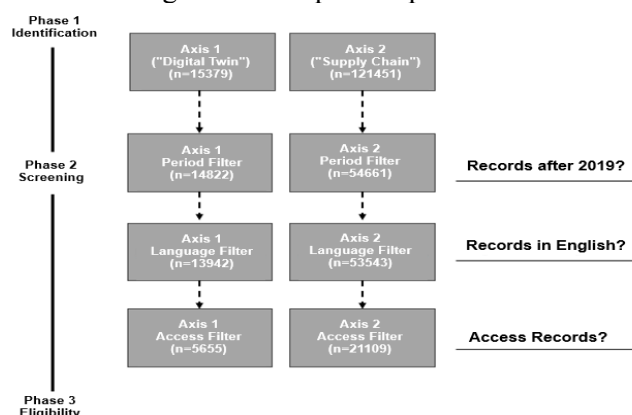 Phase 1
Identification
Axis 1
("Digital Twin")
(n=15379)
Axis 2
("Supply Chain")
(n=121451)
Phase 2
Screening
Axis 1
Period Filter
(n=14822)
Axis 2
Period Filter
(n=54661)
Records after 2019?
Axis 1
Language Filter
(n=13942)
Axis 2
Language Filter
(n=53543)
Records in English?
Axis 1
Access Filter
(n=5655)
Axis 2
Access Filter
(n=21109)
Access Records?
Phase 3
Eligibility